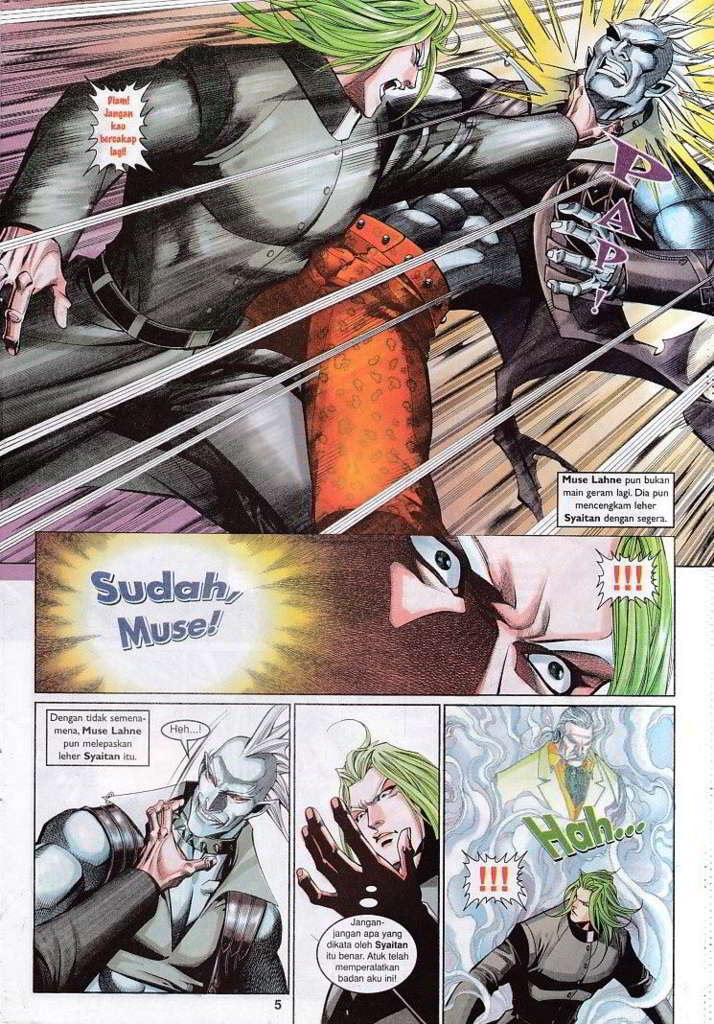 Diam!
Jangan
kau
bercakap
lagi!
PAP!
Muse Lahne pun bukan
main geram lagi. Dia pun
mencengkam leher
Syaitan dengan segera.
Sudah,
Muse!
!!!
Dengan tidak semena-
mena, Muse Lahne
pun melepaskan
leher Syaitan itu.
Heh...!
Jangan-
jangan apa yang
dikata oleh Syaitan
itu benar. Atuk telah
memperalatkan
badan aku ini!
Hah...
!!!
5